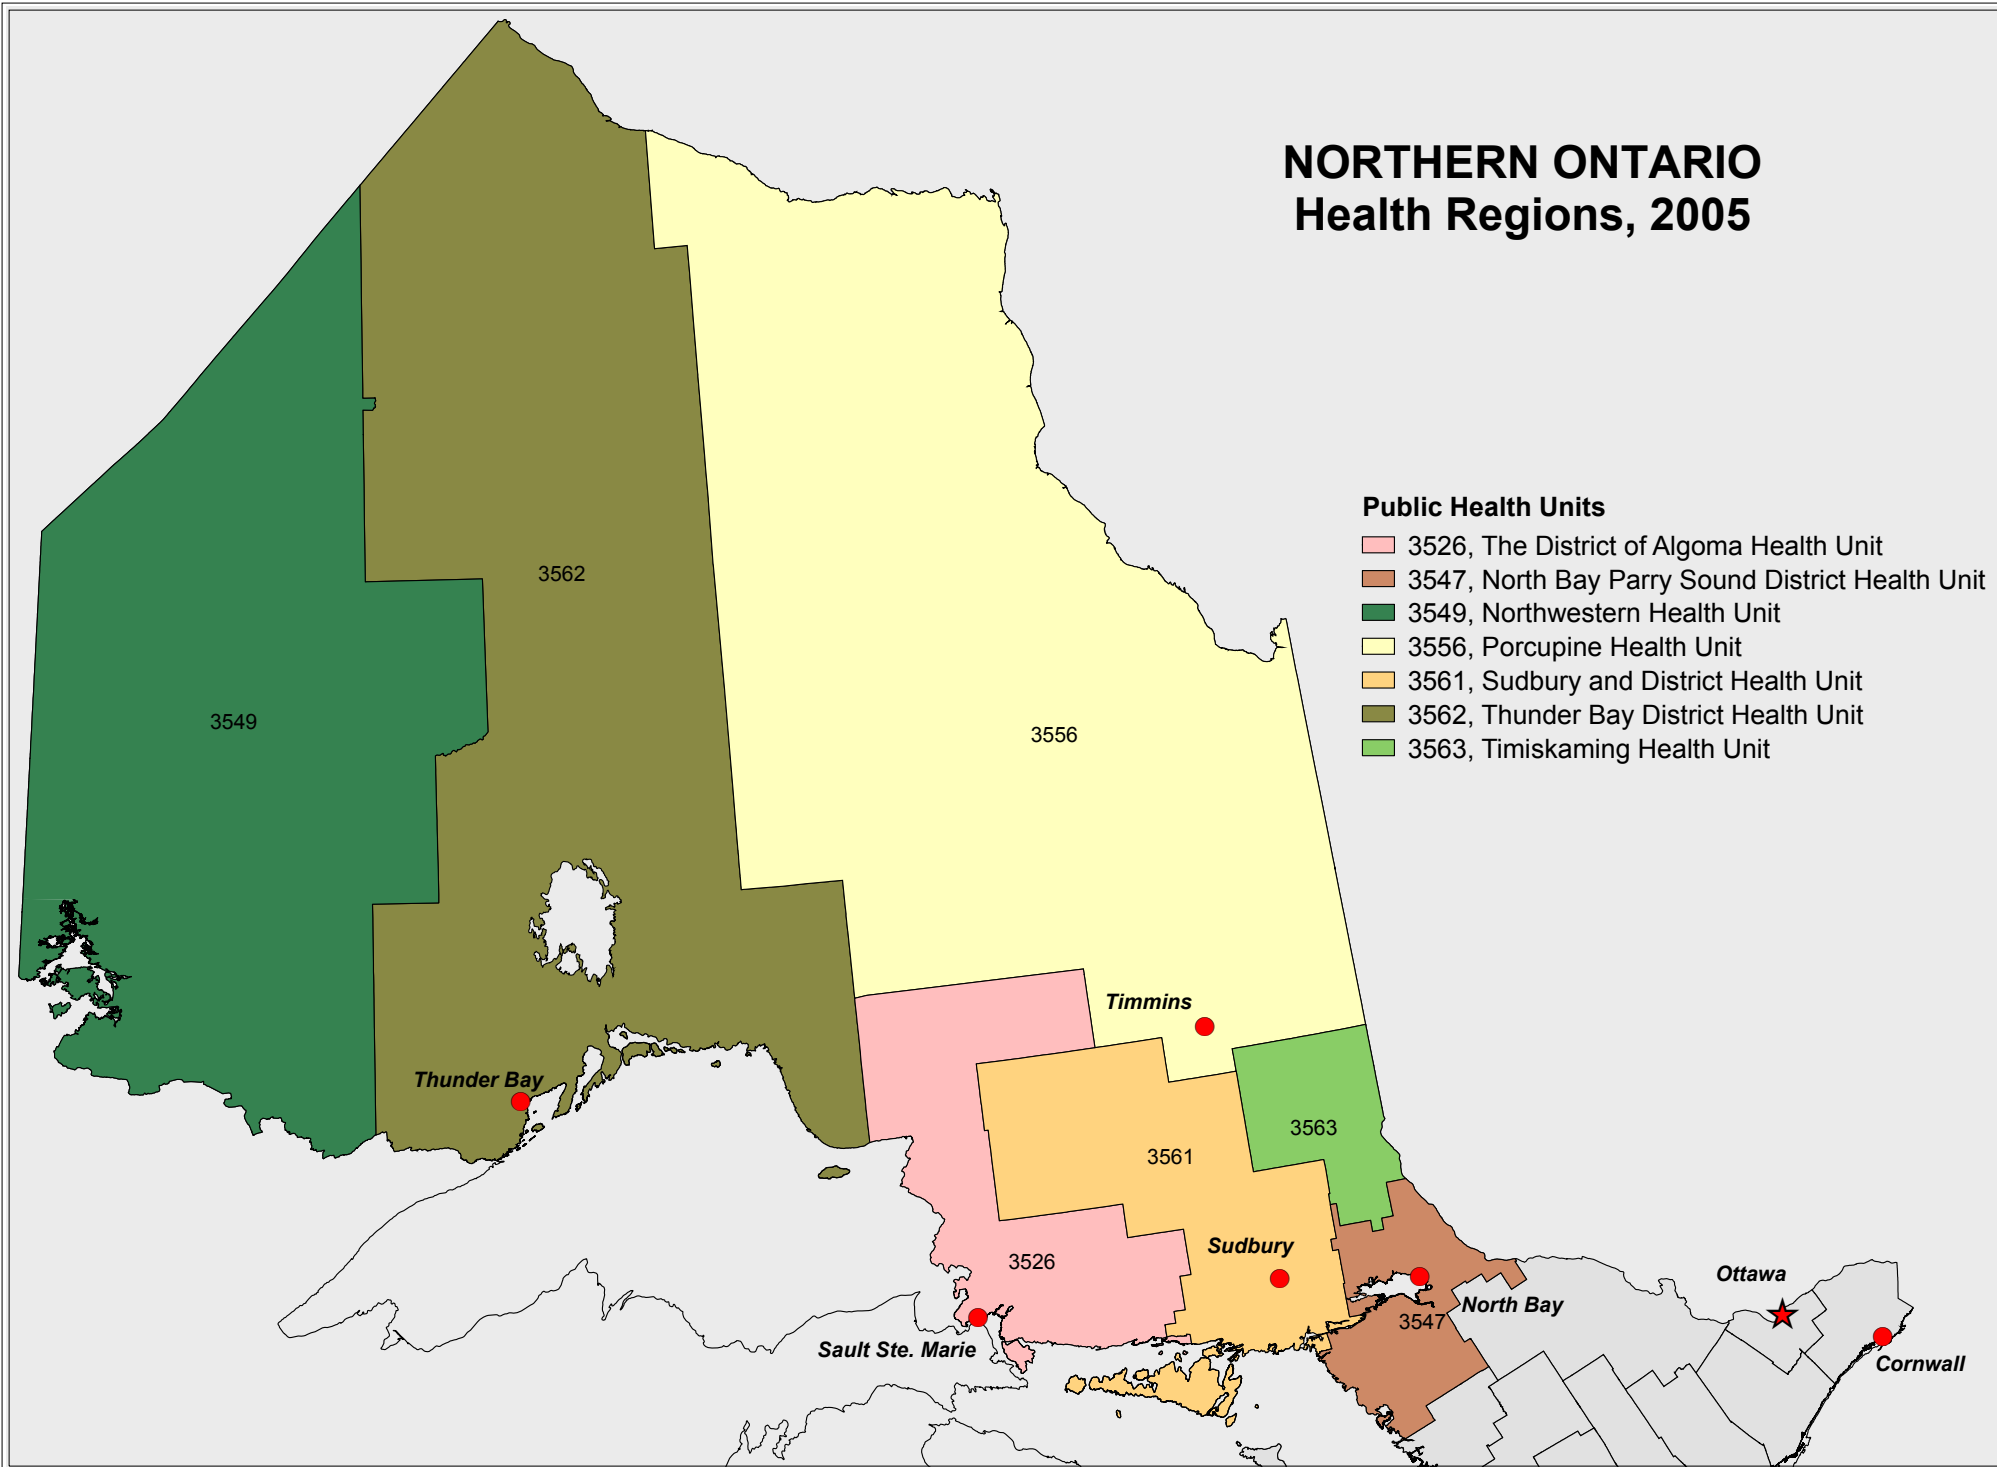 NORTHERN ONTARIO
Health Regions, 2005
Public Health Units
3526, The District of Algoma Health Unit
3547, North Bay Parry Sound District Health Unit
3549, Northwestern Health Unit
3556, Porcupine Health Unit
3561, Sudbury and District Health Unit
3562, Thunder Bay District Health Unit
3563, Timiskaming Health Unit
3562
3549
3556
Timmins
Thunder Bay
3563
3561
Sudbury
3526
Ottawa
North Bay
3547
Sault Ste. Marie
Cornwall